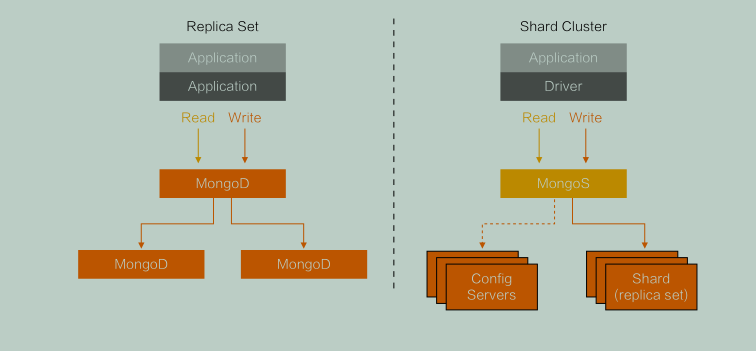 Replica Set
Application
Application
Read Write
MongoD
MongoD MongoD
Shard Cluster
Application
Driver
Read Write
MongoS
Config
Servers
Shard
(replica set)